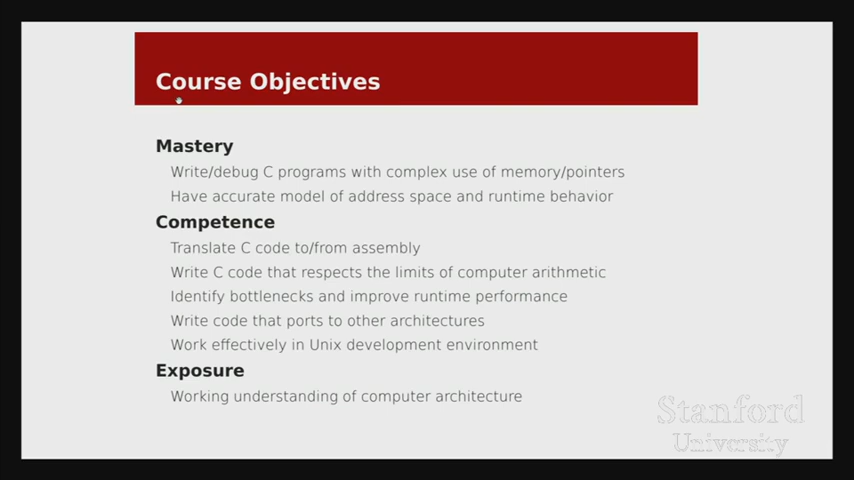 Course Objectives
Mastery
Write/debug C programs with complex use of memory/pointers
Have accurate model of address space and runtime behavior
Competence
Translate C code to/from assembly
Write C code that respects the limits of computer arithmetic
Identify bottlenecks and improve runtime performance
Write code that ports to other architectures
Work effectively in Unix development environment
Exposure
Working understanding of computer architecture
Stanford
University